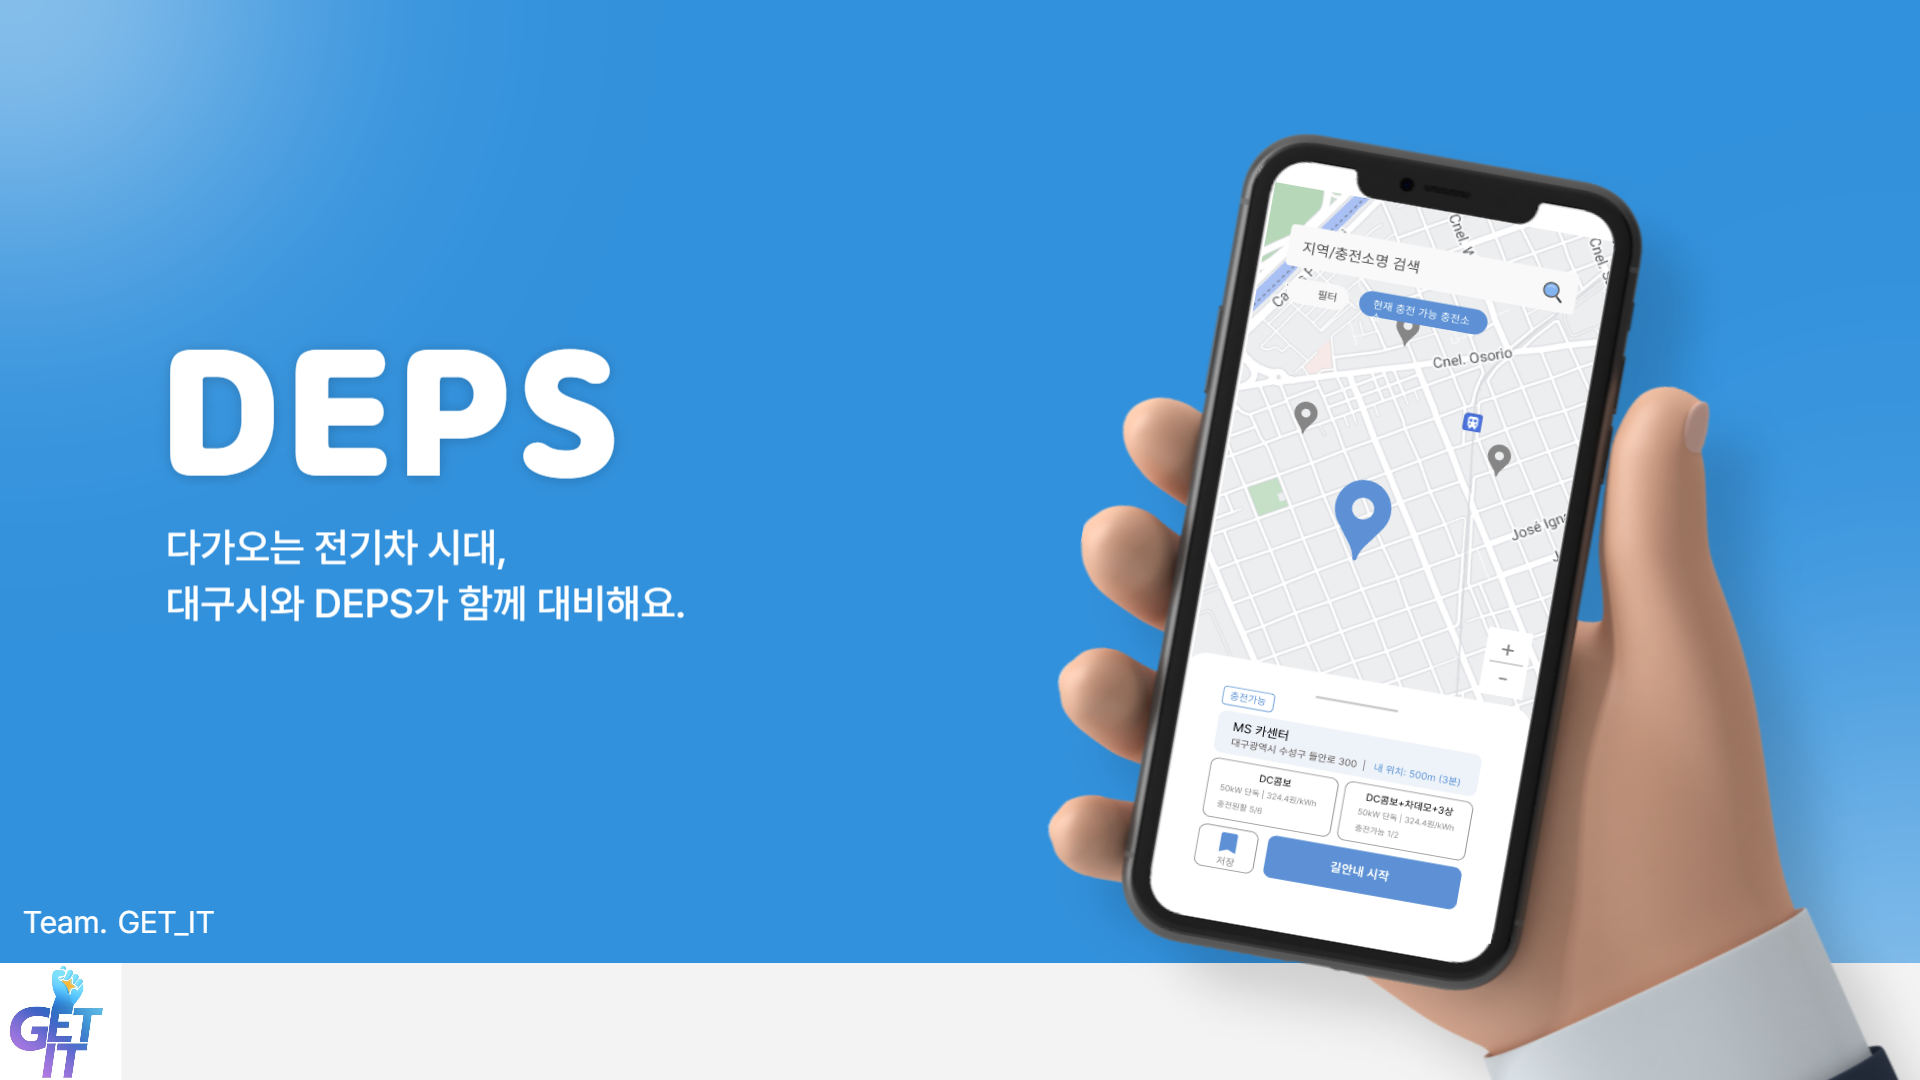 DEPS
다가오는 전기차 시대,
대구시와 DEPS가 함께 대비해요.
Team. GET_IT
GET
IT
지역/충전소명 검색
필터
현재 충전 가능 충전소
Cnel. Osorio
José Igna
충전가능
MS 카센터
대구광역시 수성구 들안로 300 | 내 위치: 500m (3분)
DC콤보
50kW 단독 | 324.4원/kWh
충전원활 5/6
DC콤보+차데모+3상
50kW 단독 | 324.4원/kWh
충전가능 1/2
저장
길안내 시작
+
-